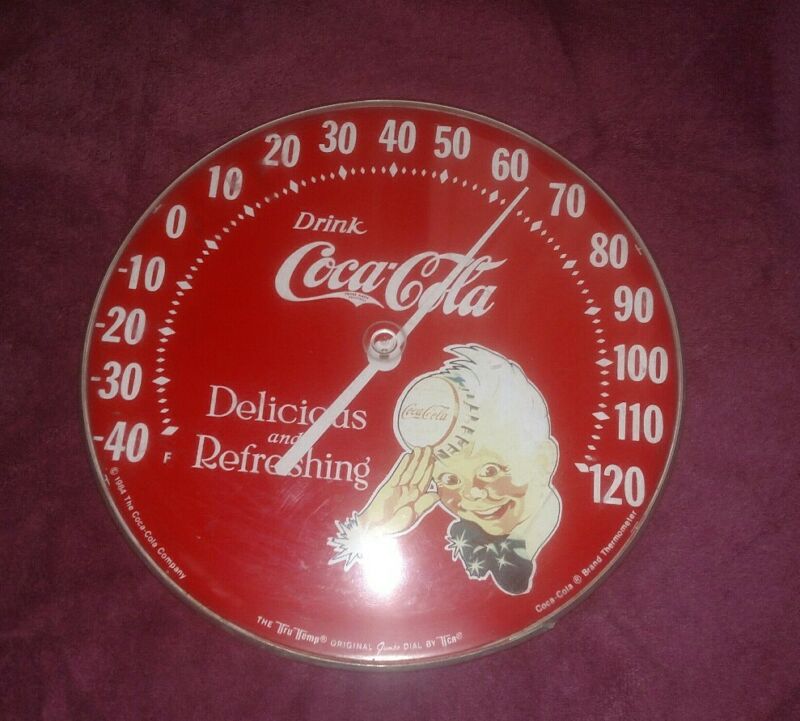 -40
-30
-20
-10
0
10
20
30
40
50
60
70
80
90
100
110
120
F
Drink
Coca-Cola
Delicious
and
Refreshing
Coca-Cola
© 1984 The Coca-Cola Company
THE Tru Temp® ORIGINAL Jumbo DIAL BY TCA®
Coca-Cola ® Brand Thermometer